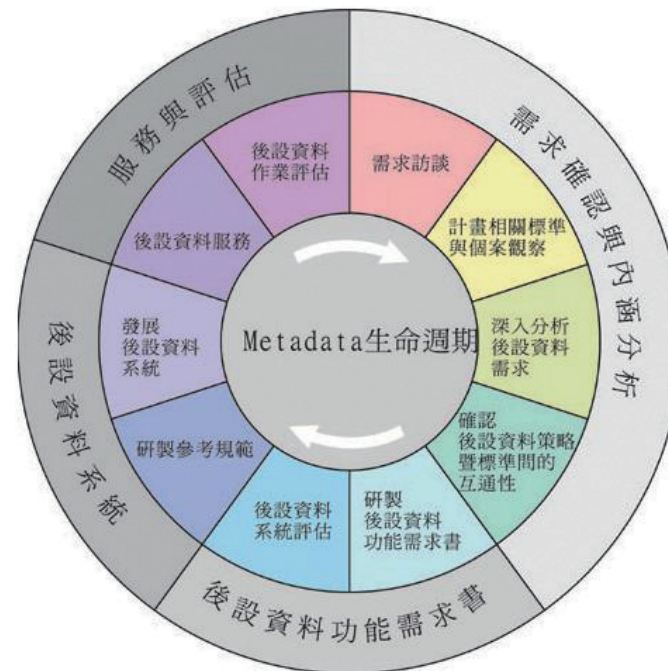 Metadata生命週期
需求確認與內涵分析
需求訪談
計畫相關標準
與個案觀察
深入分析
後設資料
需求
確認
後設資料策略
暨標準間的
互通性
後設資料功能需求書
研製
後設資料
功能需求書
後設資料
系統評估
後設資料系統
研製參考規範
發展
後設資料
系統
服務與評估
後設資料服務
後設資料
作業評估